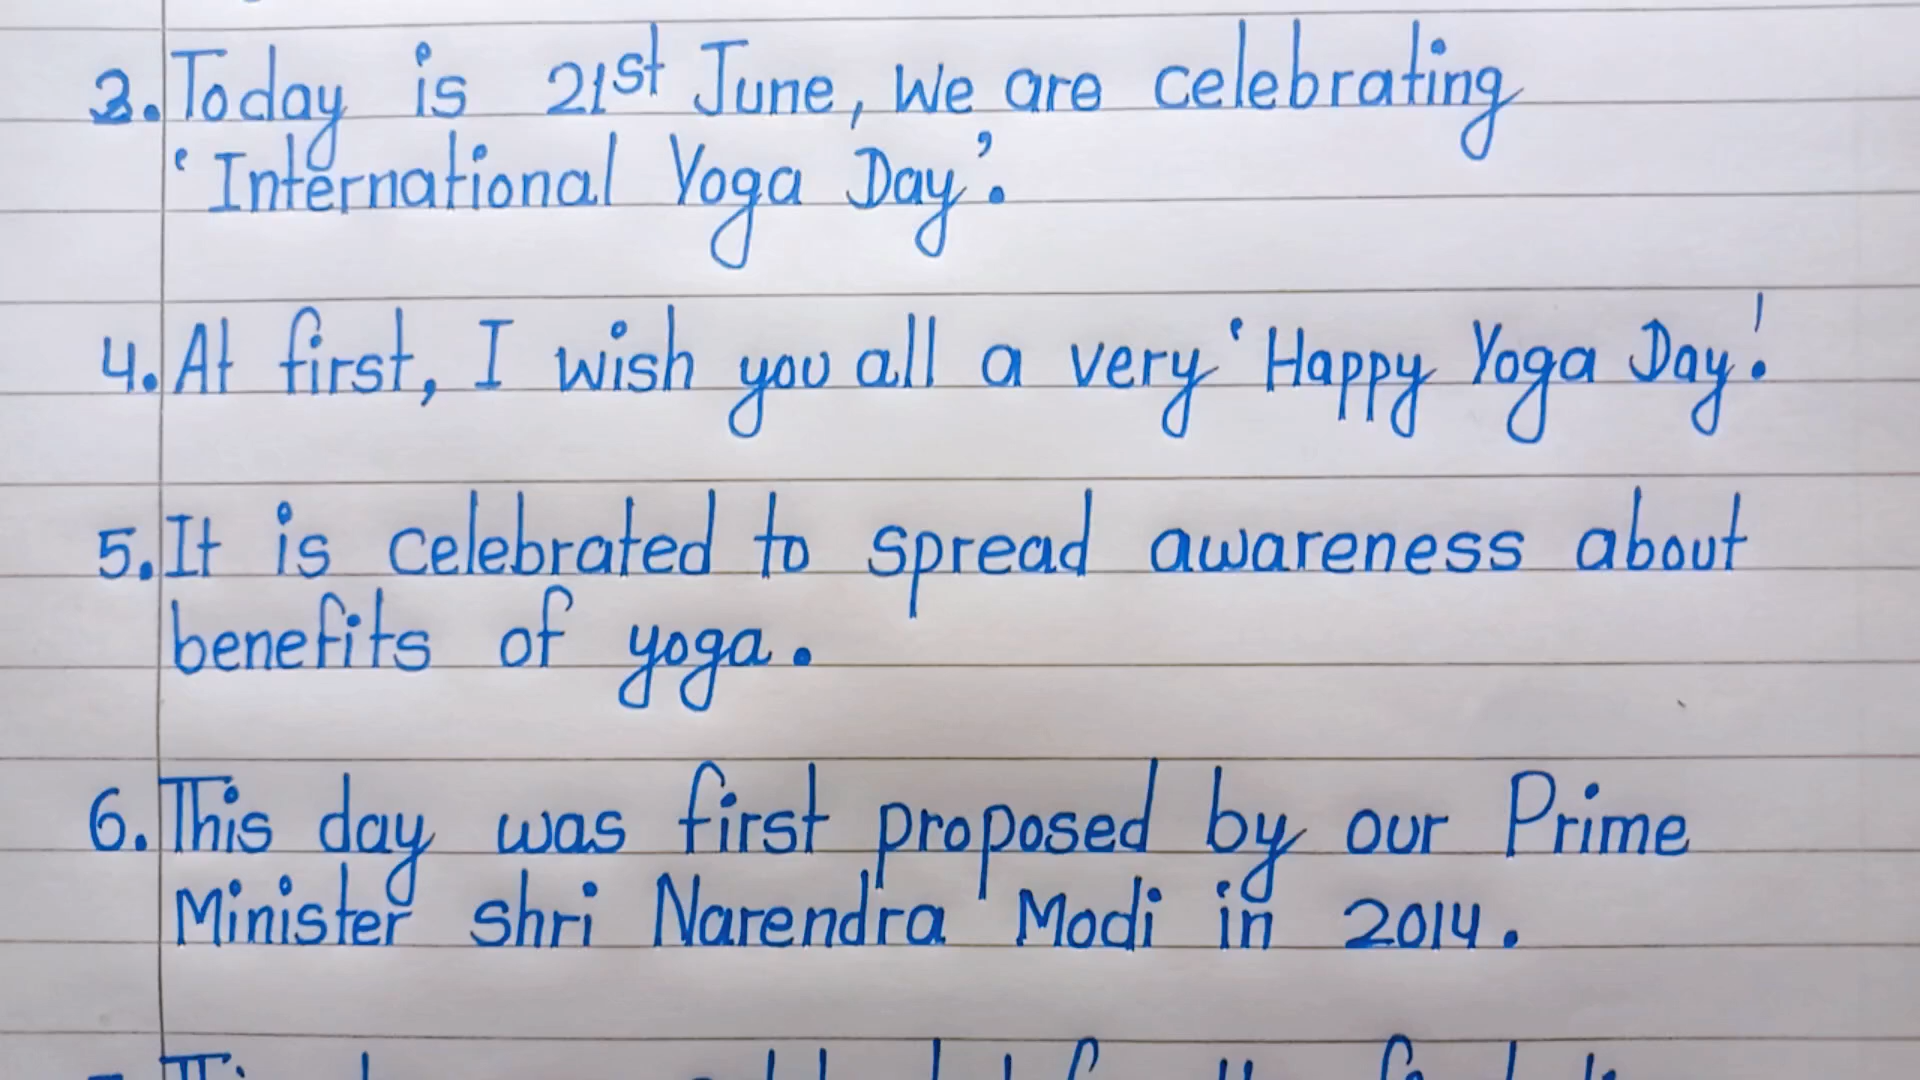 3. Today is 21st June, We are celebrating
'International Yoga Day'.
4. At first, I wish you all a very 'Happy Yoga Day'.
5. It is celebrated to spread awareness about
benefits of yoga.
6. This day was first proposed by our Prime
Minister shri Narendra Modi in 2014.